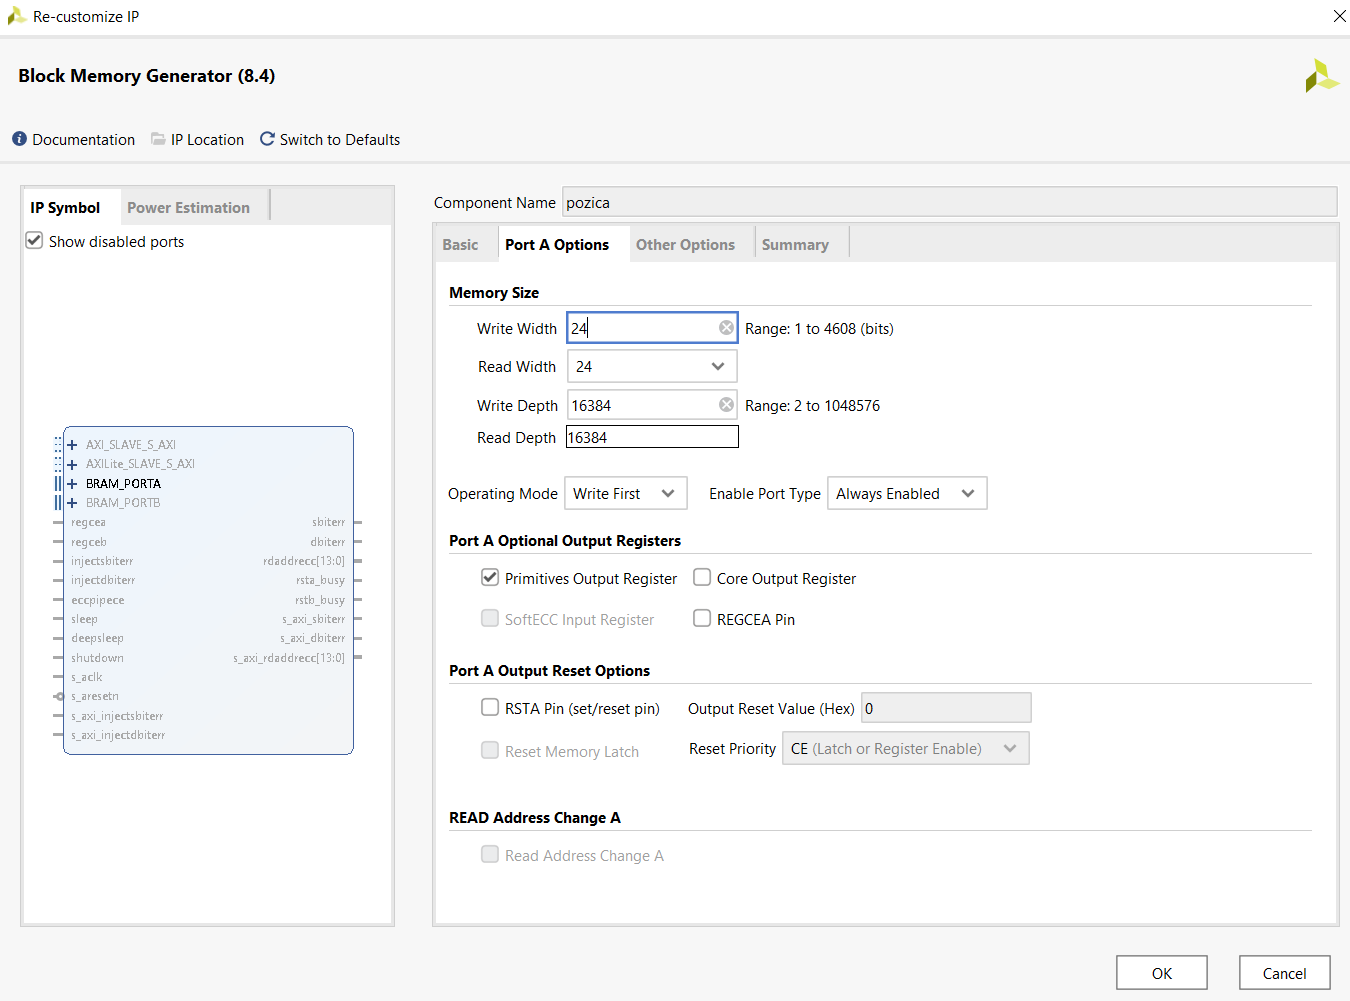 Re-customize IP
Block Memory Generator (8.4)
Documentation IP Location Switch to Defaults
IP Symbol Power Estimation
Show disabled ports
AXI_SLAVE_S_AXI
AXILite_SLAVE_S_AXI
BRAM_PORTA
BRAM_PORTB
regcea sbiterr
regceb dbiterr
injectsbiterr rdaddrecc[13:0]
injectdbiterr rsta_busy
eccpipece rstb_busy
sleep s_axi_sbiterr
deepsleep s_axi_dbiterr
shutdown s_axi_rdaddrecc[13:0]
s_aclk
s_aresetn
s_axi_injectsbiterr
s_axi_injectdbiterr
Component Name pozica
Basic Port A Options Other Options Summary
Memory Size
Write Width 24 Range: 1 to 4608 (bits)
Read Width 24
Write Depth 16384 Range: 2 to 1048576
Read Depth 16384
Operating Mode Write First Enable Port Type Always Enabled
Port A Optional Output Registers
Primitives Output Register Core Output Register
SoftECC Input Register REGCEA Pin
Port A Output Reset Options
RSTA Pin (set/reset pin) Output Reset Value (Hex) 0
Reset Memory Latch Reset Priority CE (Latch or Register Enable)
READ Address Change A
Read Address Change A
OK Cancel